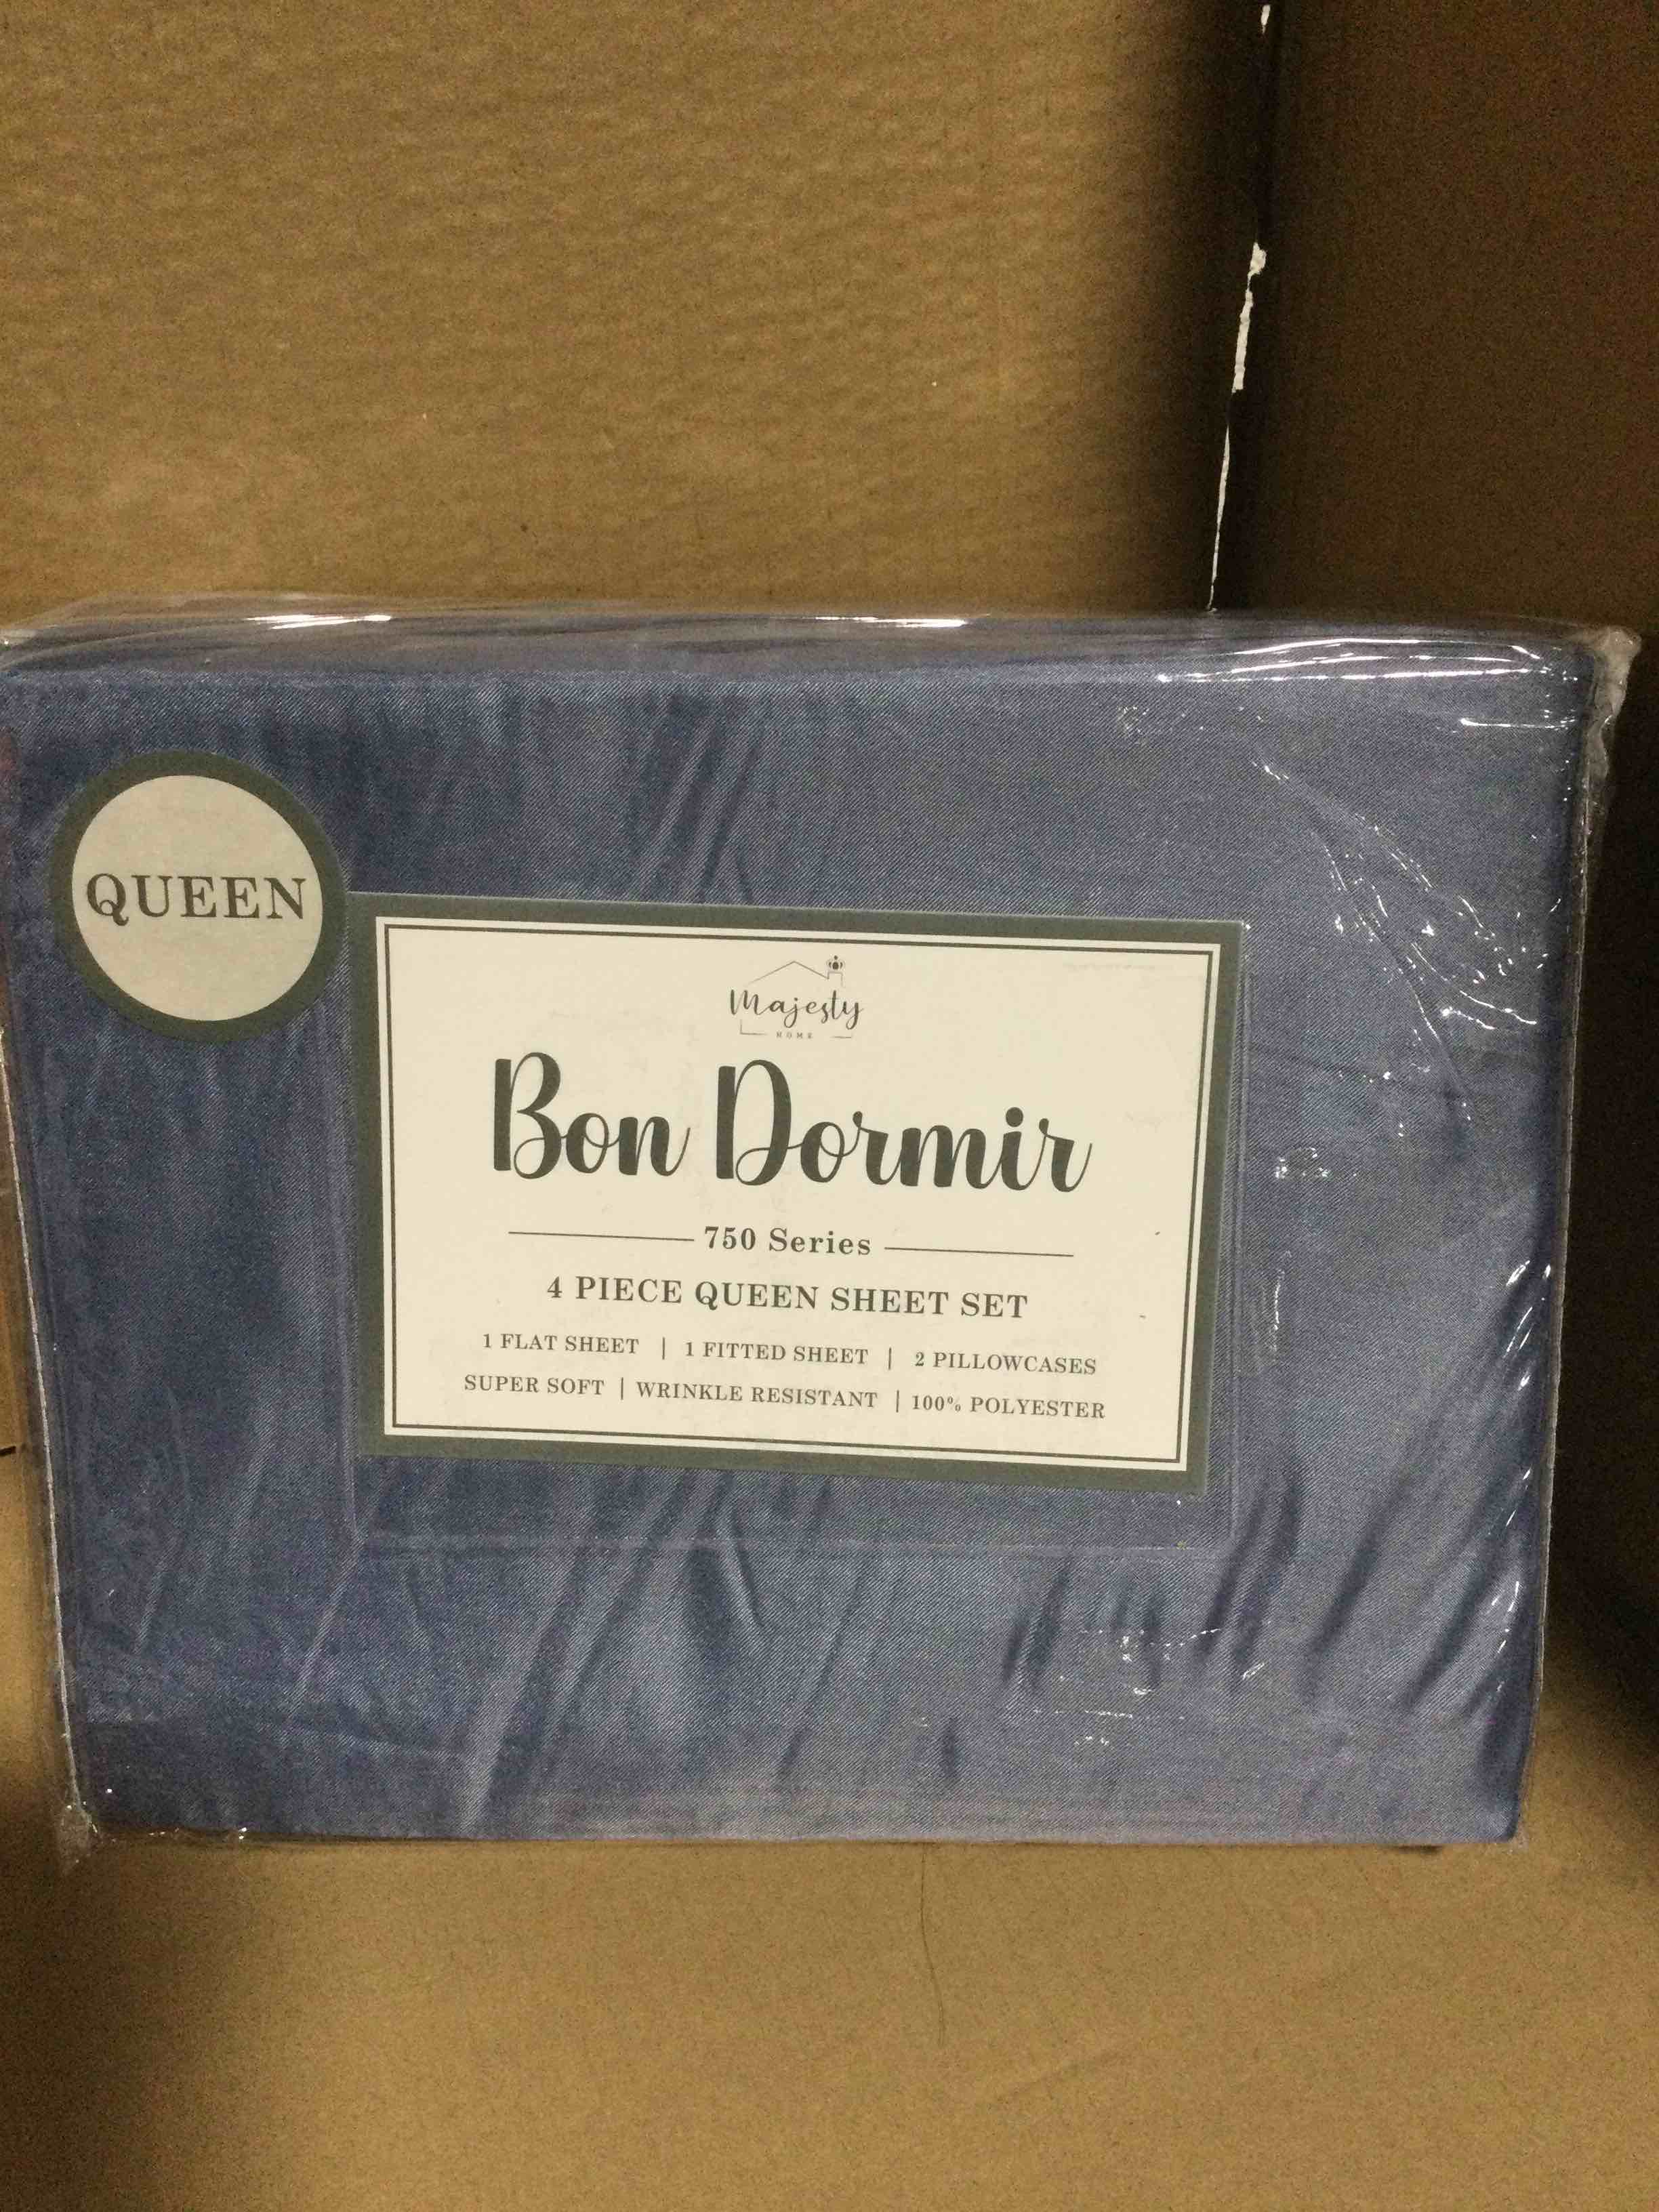 QUEEN
Majesty
HOME
Bon Dormir
750 Series
4 PIECE QUEEN SHEET SET
1 FLAT SHEET | 1 FITTED SHEET | 2 PILLOWCASES
SUPER SOFT | WRINKLE RESISTANT | 100% POLYESTER